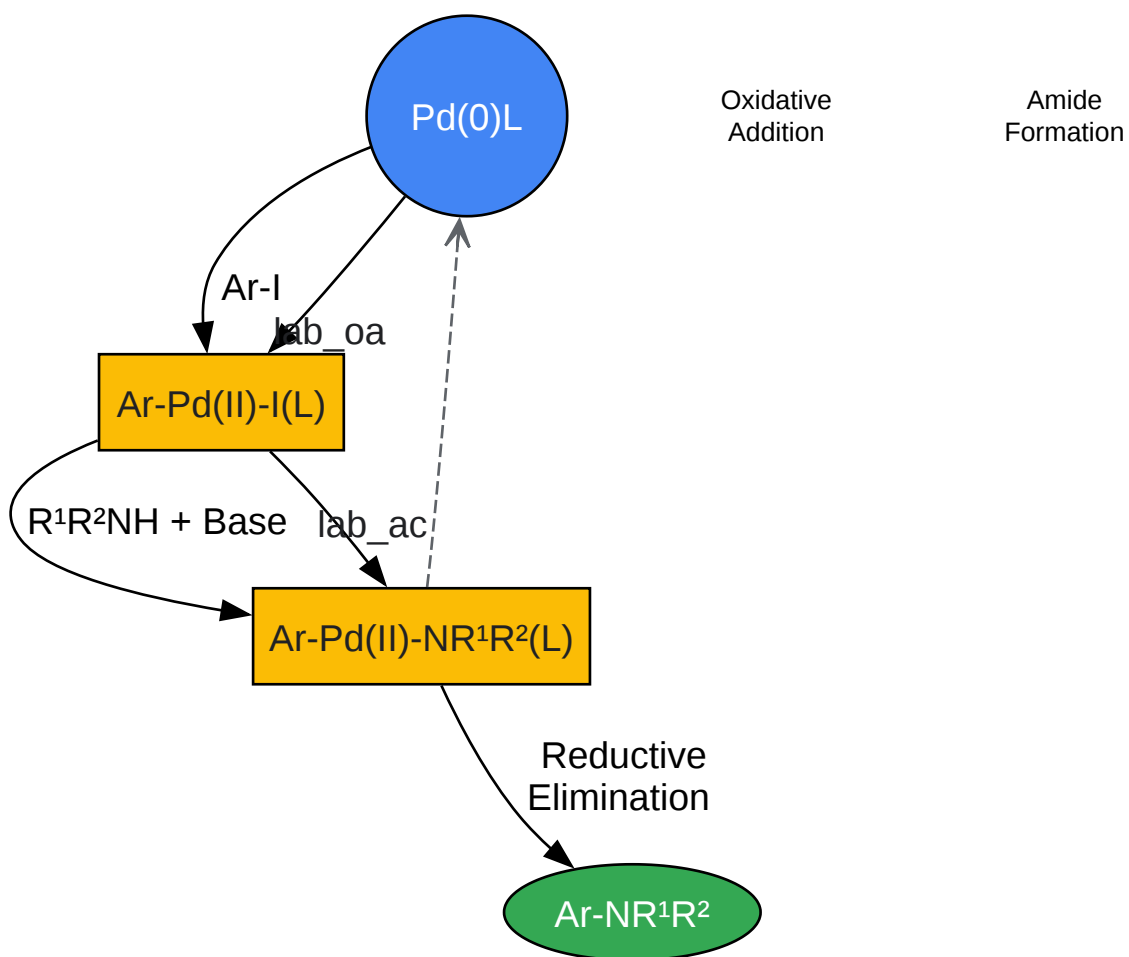 Pd(0)L
Oxidative
Addition
Amide
Formation
Ar-I
lab_oa
Ar-Pd(II)-I(L)
R¹R²NH + Base
lab_ac
Ar-Pd(II)-NR¹R²(L)
Reductive
Elimination
Ar-NR¹R²